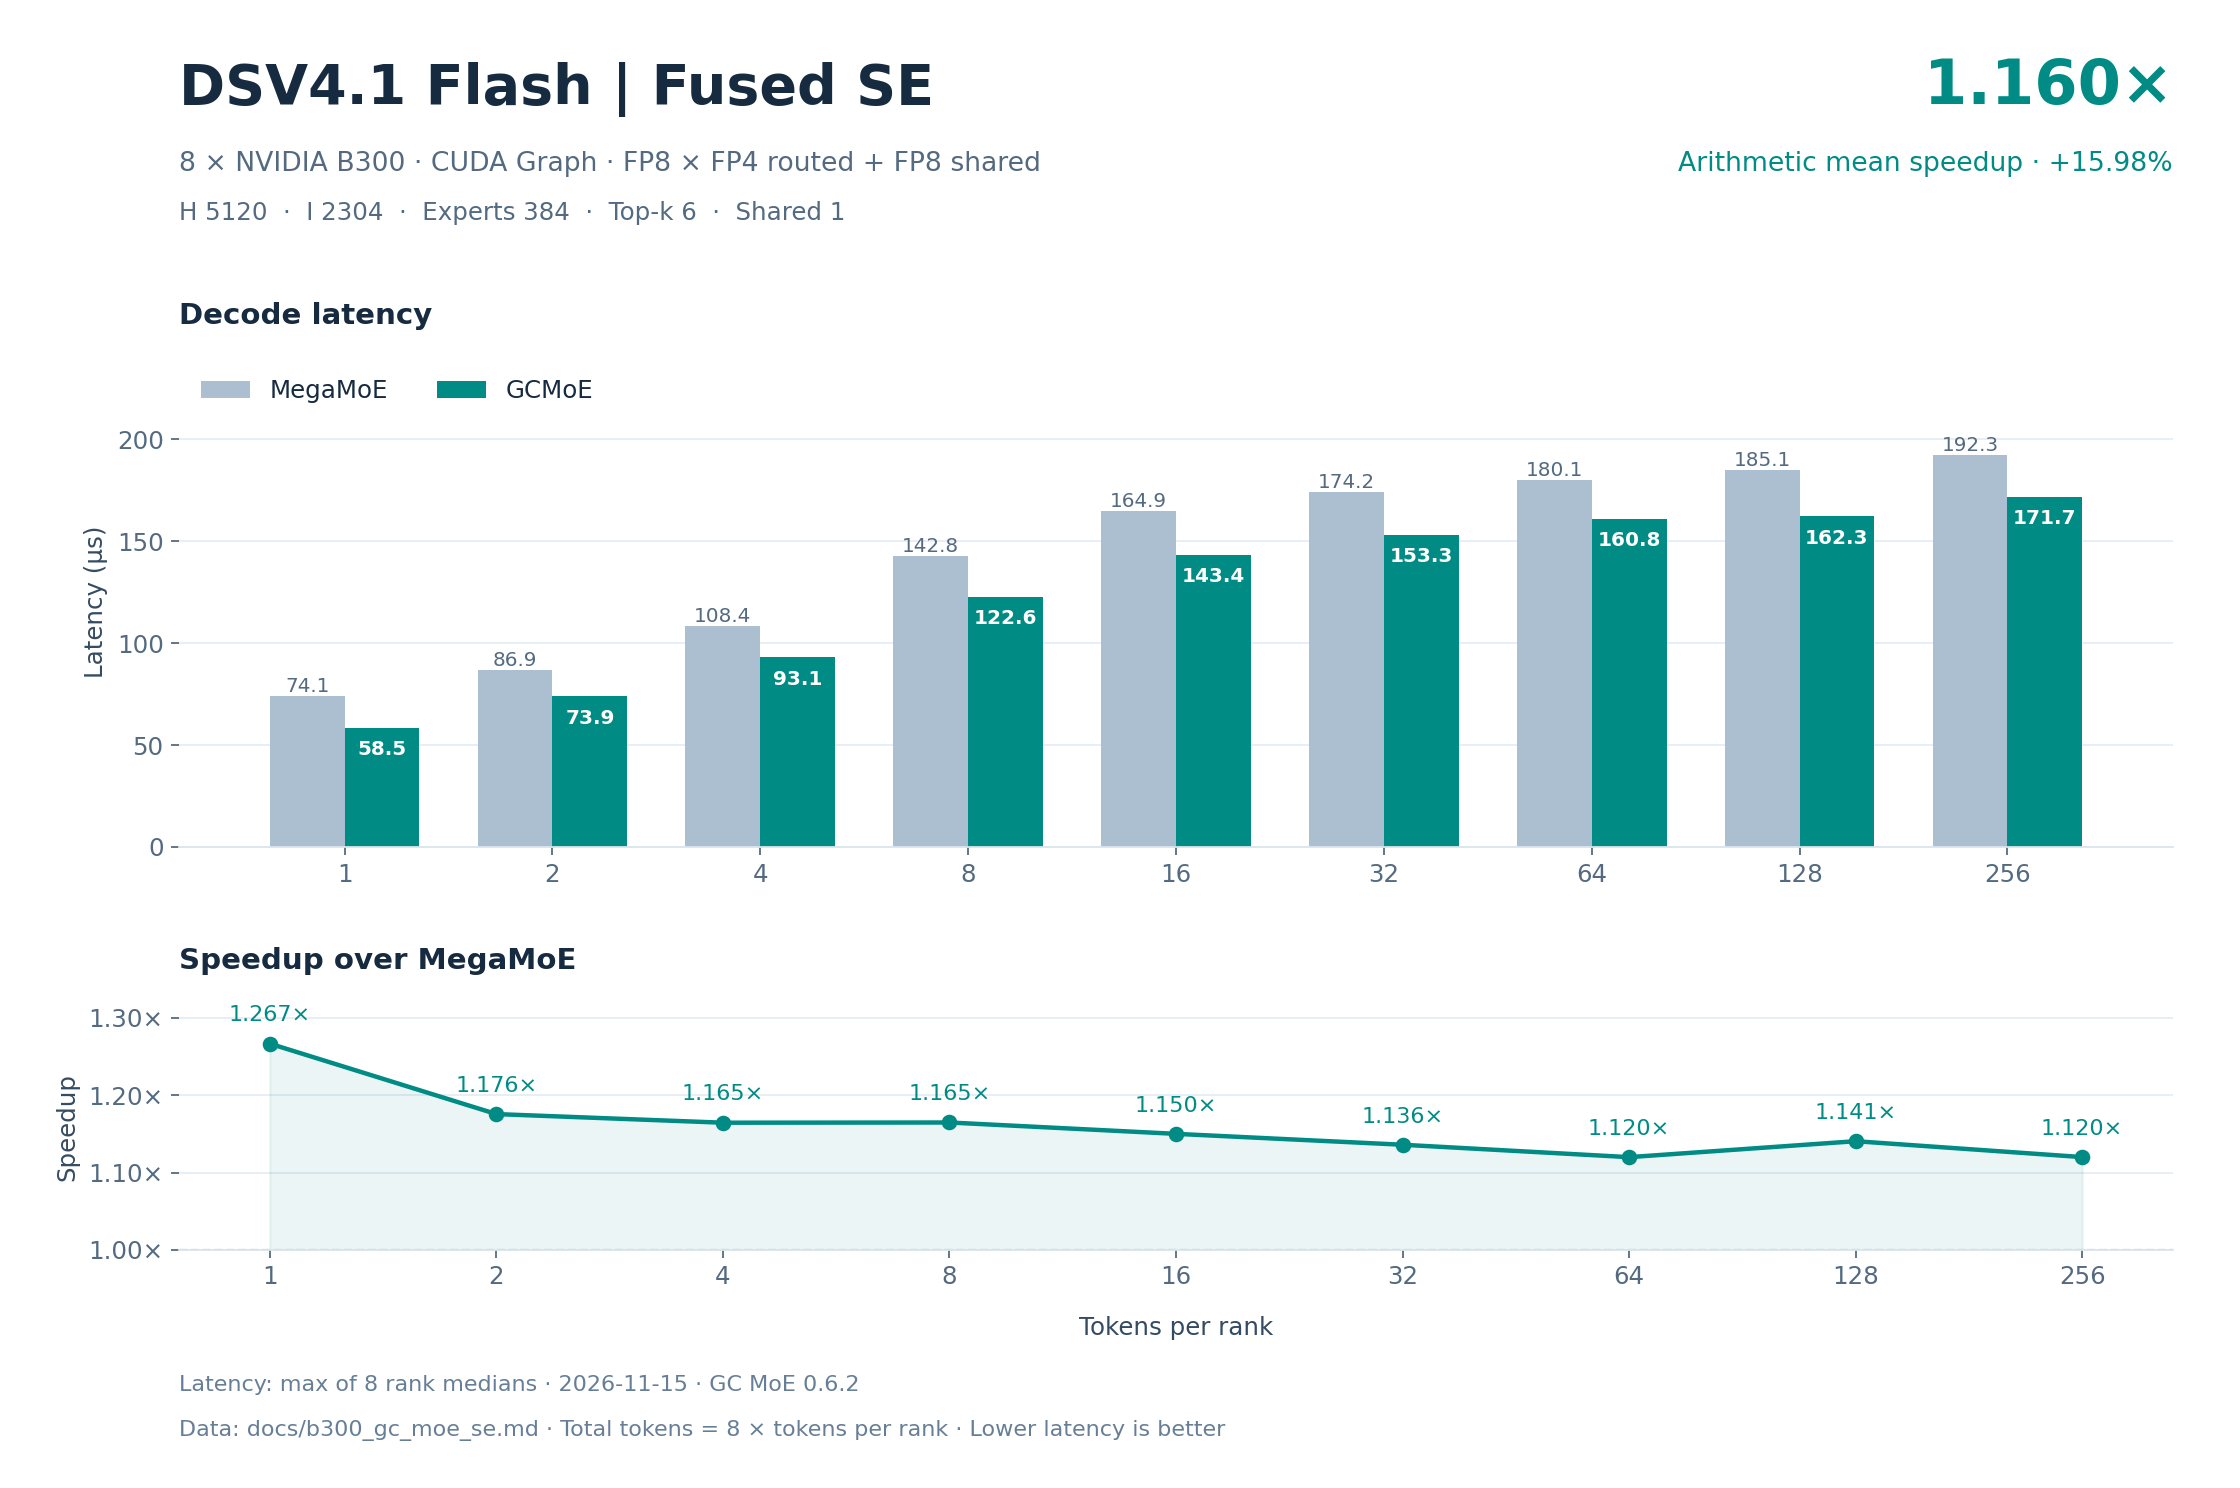 DSV4.1 Flash | Fused SE
1.160×
8 × NVIDIA B300 · CUDA Graph · FP8 × FP4 routed + FP8 shared
Arithmetic mean speedup · +15.98%
H 5120 · I 2304 · Experts 384 · Top-k 6 · Shared 1
Decode latency
MegaMoE GCMoE
Latency (µs)
200
150
100
50
0
74.1 86.9 108.4 142.8 164.9 174.2 180.1 185.1 192.3
58.5 73.9 93.1 122.6 143.4 153.3 160.8 162.3 171.7
1 2 4 8 16 32 64 128 256
Speedup over MegaMoE
Speedup
1.30×
1.20×
1.10×
1.00×
1.267× 1.176× 1.165× 1.165× 1.150× 1.136× 1.120× 1.141× 1.120×
1 2 4 8 16 32 64 128 256
Tokens per rank
Latency: max of 8 rank medians · 2026-11-15 · GC MoE 0.6.2
Data: docs/b300_gc_moe_se.md · Total tokens = 8 × tokens per rank · Lower latency is better